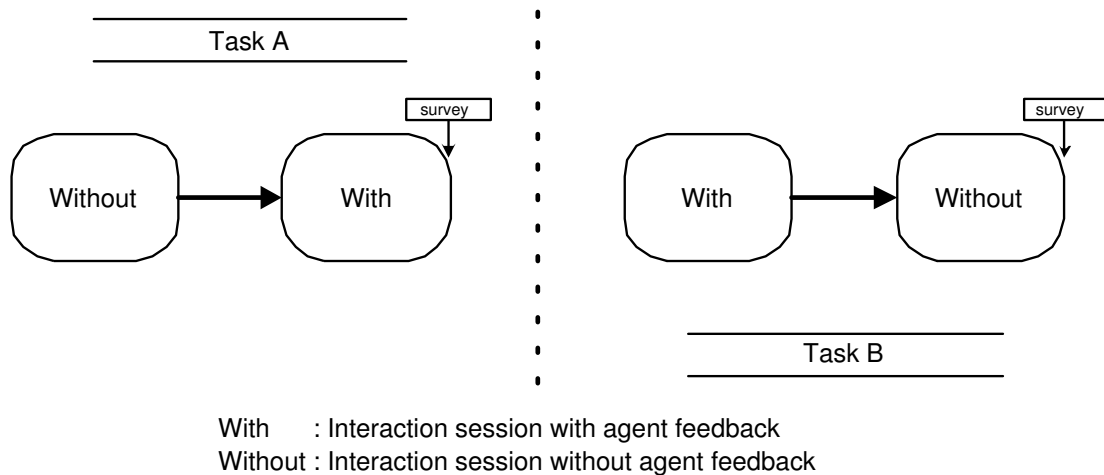 Task A
survey
Without
With
survey
With
Without
Task B
With : Interaction session with agent feedback
Without : Interaction session without agent feedback